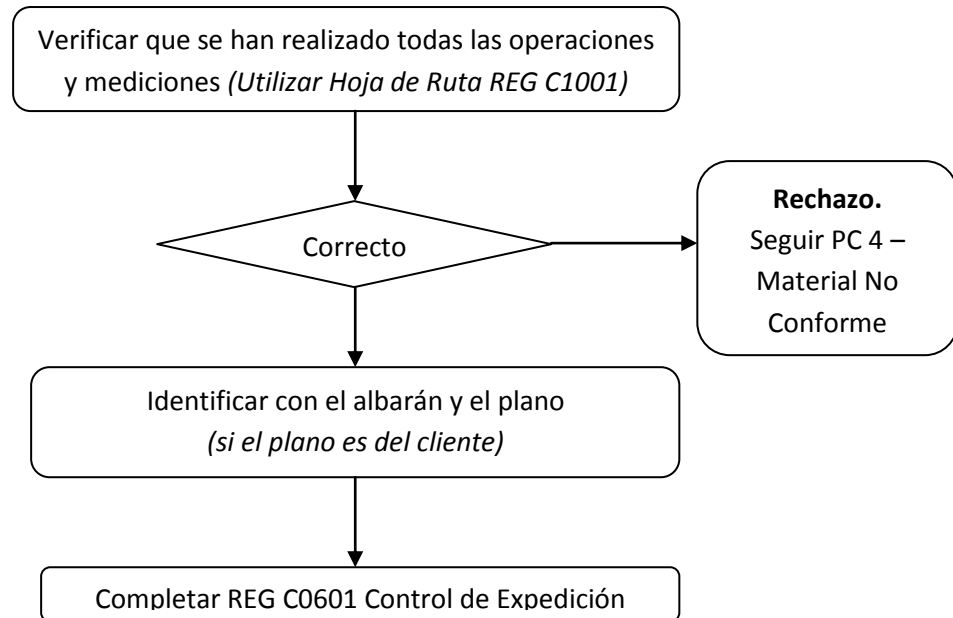 Verificar que se han realizado todas las operaciones
y mediciones (Utilizar Hoja de Ruta REG C1001)
Correcto
Rechazo.
Seguir PC 4 –
Material No
Conforme
Identificar con el albarán y el plano
(si el plano es del cliente)
Completar REG C0601 Control de Expedición